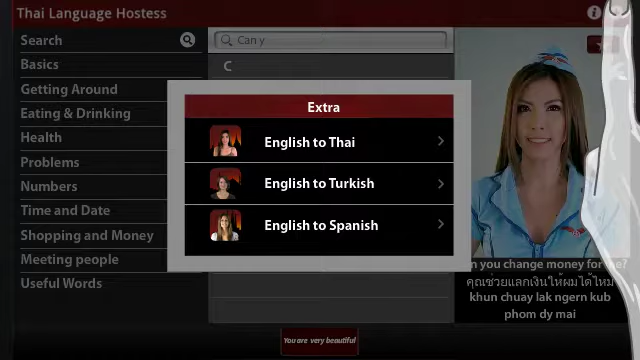 Thai Language Hostess
Search
Basics
Getting Around
Eating & Drinking
Health
Problems
Numbers
Time and Date
Shopping and Money
Meeting people
Useful Words
Can y
C
Extra
English to Thai
English to Turkish
English to Spanish
you change money for me?
คุณช่วยแลกเงินให้ผมได้ไหม
khun chuay lak ngern kub
phom dy mai
You are very beautiful